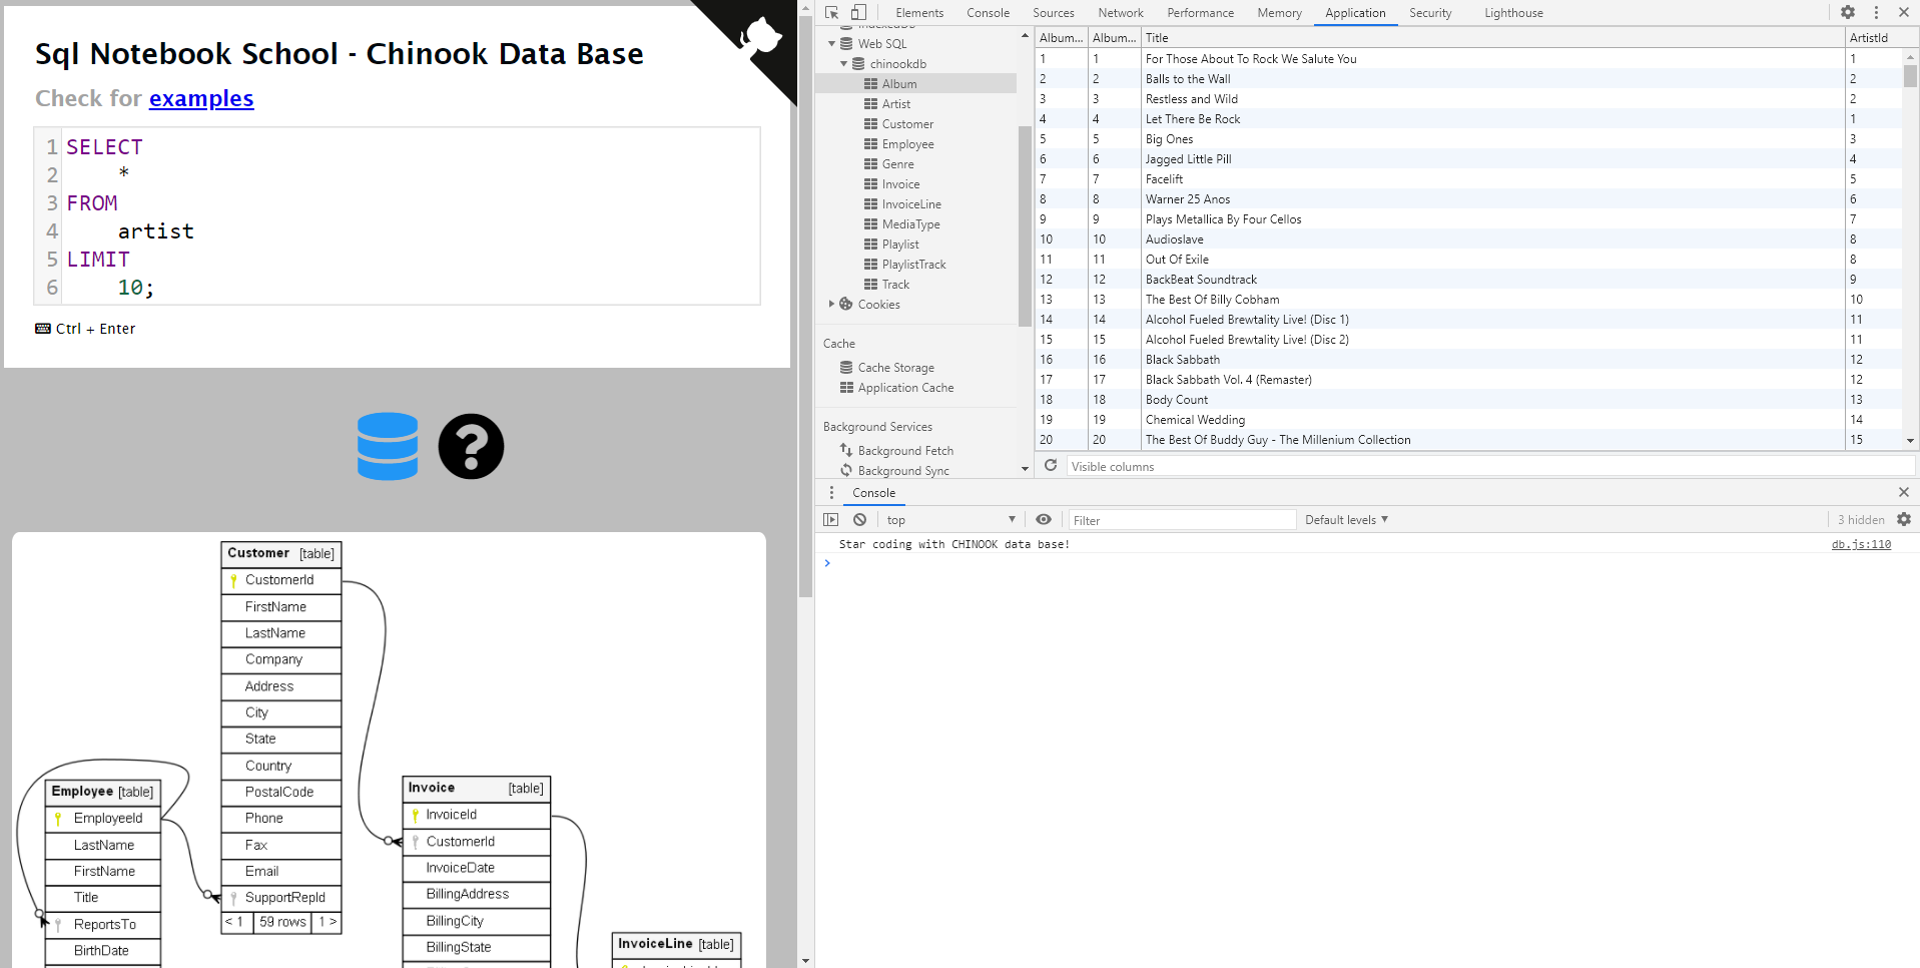 Sql Notebook School - Chinook Data Base
Check for examples
1 SELECT
2 *
3 FROM
4 artist
5 LIMIT
6 10;
Ctrl + Enter
Customer [table]
CustomerId
FirstName
LastName
Company
Address
City
State
Country
PostalCode
Phone
Fax
Email
SupportRepId
< 1 59 rows 1 >
Employee [table]
EmployeeId
LastName
FirstName
Title
ReportsTo
BirthDate
Invoice [table]
InvoiceId
CustomerId
InvoiceDate
BillingAddress
BillingCity
BillingState
InvoiceLine [table]
Elements Console Sources Network Performance Memory Application Security Lighthouse
Web SQL
chinookdb
Album
Artist
Customer
Employee
Genre
Invoice
InvoiceLine
MediaType
Playlist
PlaylistTrack
Track
Cookies
Cache
Cache Storage
Application Cache
Background Services
Background Fetch
Background Sync
Album... Album... Title ArtistId
1 1 For Those About To Rock We Salute You 1
2 2 Balls to the Wall 2
3 3 Restless and Wild 2
4 4 Let There Be Rock 1
5 5 Big Ones 3
6 6 Jagged Little Pill 4
7 7 Facelift 5
8 8 Warner 25 Anos 6
9 9 Plays Metallica By Four Cellos 7
10 10 Audioslave 8
11 11 Out Of Exile 8
12 12 BackBeat Soundtrack 9
13 13 The Best Of Billy Cobham 10
14 14 Alcohol Fueled Brewtality Live! (Disc 1) 11
15 15 Alcohol Fueled Brewtality Live! (Disc 2) 11
16 16 Black Sabbath 12
17 17 Black Sabbath Vol. 4 (Remaster) 12
18 18 Body Count 13
19 19 Chemical Wedding 14
20 20 The Best Of Buddy Guy - The Millenium Collection 15
Visible columns
Console
top Filter Default levels 3 hidden
Star coding with CHINOOK data base! db.js:110